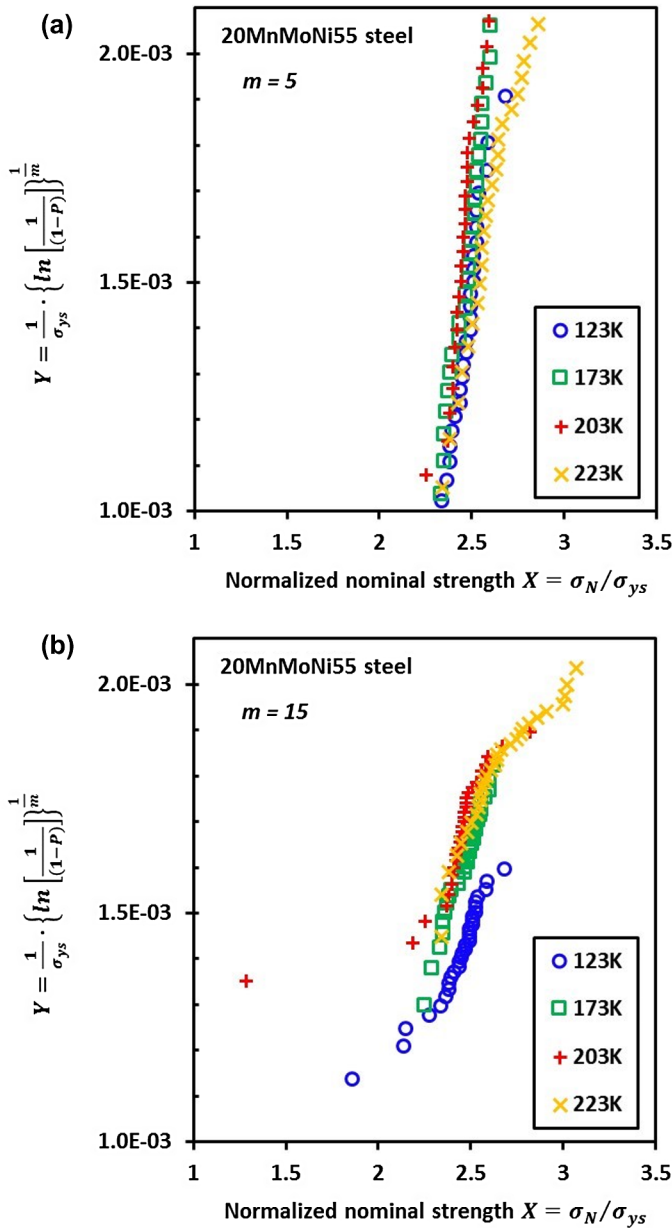 (a)
20MnMoNi55 steel
m = 5
2.0E-03
1.5E-03
1.0E-03
Y = 1/σys · {ln [1/(1−P)]}^(1/m)
123K
173K
203K
223K
1 1.5 2 2.5 3 3.5
Normalized nominal strength X = σN/σys
(b)
20MnMoNi55 steel
m = 15
2.0E-03
1.5E-03
1.0E-03
Y = 1/σys · {ln [1/(1−P)]}^(1/m)
123K
173K
203K
223K
1 1.5 2 2.5 3 3.5
Normalized nominal strength X = σN/σys